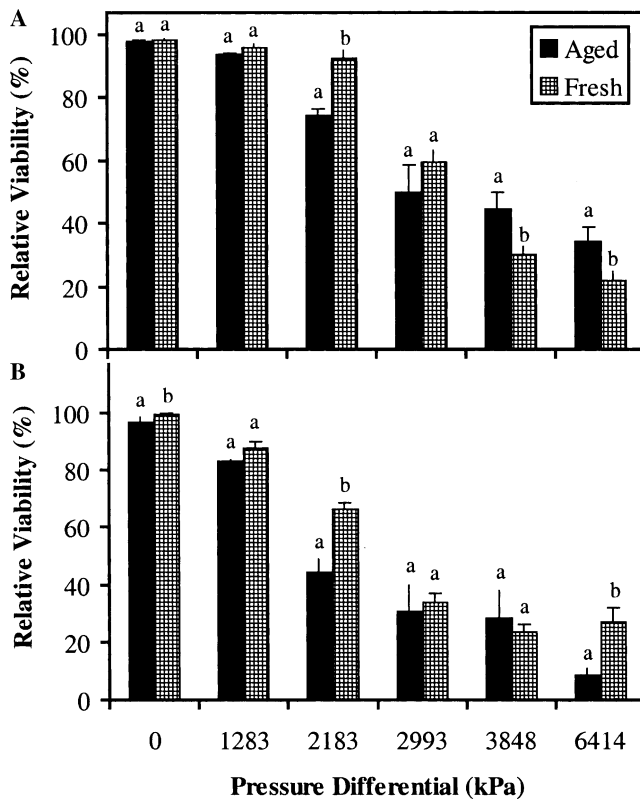 A
Relative Viability (%)
100
80
60
40
20
0
a a a a a b a a a b a b
Aged
Fresh
B
Relative Viability (%)
100
80
60
40
20
0
a b a a a b a a a a a b
0 1283 2183 2993 3848 6414
Pressure Differential (kPa)